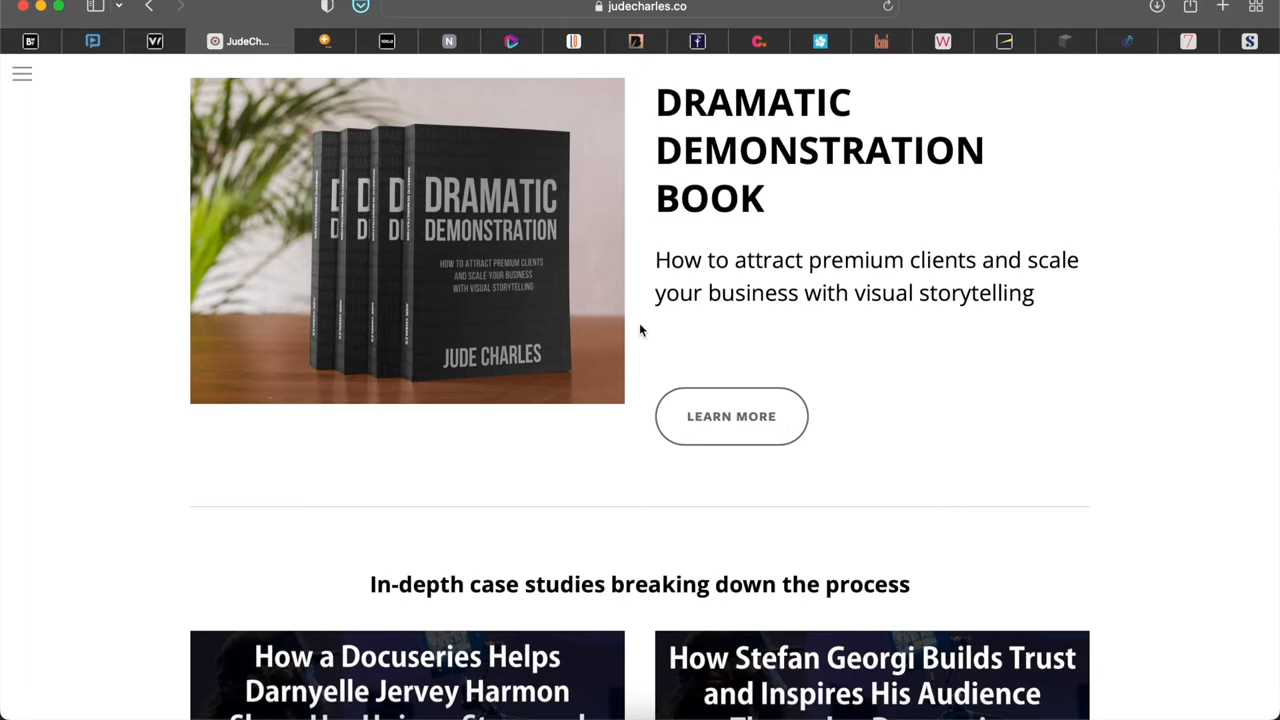 judecharles.co
JudeCh...
DRAMATIC
DEMONSTRATION
HOW TO ATTRACT PREMIUM CLIENTS
AND SCALE YOUR BUSINESS
WITH VISUAL STORYTELLING
JUDE CHARLES
DRAMATIC
DEMONSTRATION
BOOK
How to attract premium clients and scale
your business with visual storytelling
LEARN MORE
In-depth case studies breaking down the process
How a Docuseries Helps
Darnyelle Jervey Harmon
How Stefan Georgi Builds Trust
and Inspires His Audience